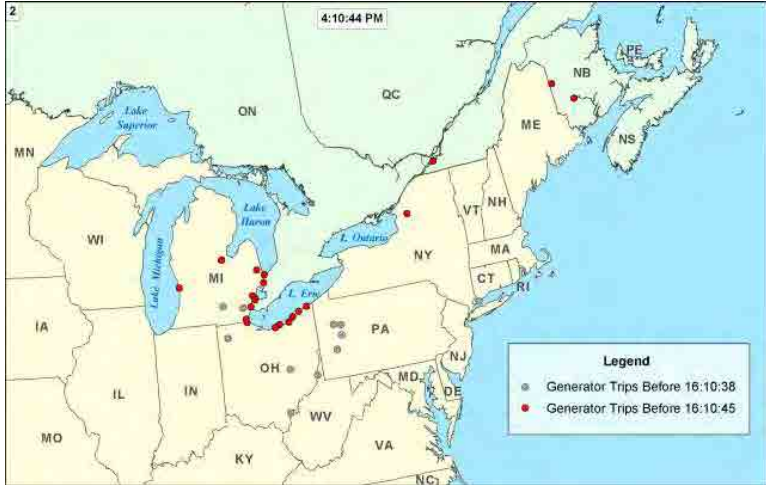 2
4:10:44 PM
PE
NB
QC
ON
Lake
Superior
ME
NS
MN
Lake
Huron
VT
NH
WI
L. Ontario
NY
MA
Lake Michigan
MI
CT
RI
L. Erie
IA
PA
NJ
Legend
Generator Trips Before 16:10:38
Generator Trips Before 16:10:45
OH
MD
DE
IL
IN
WV
MO
VA
KY
NC